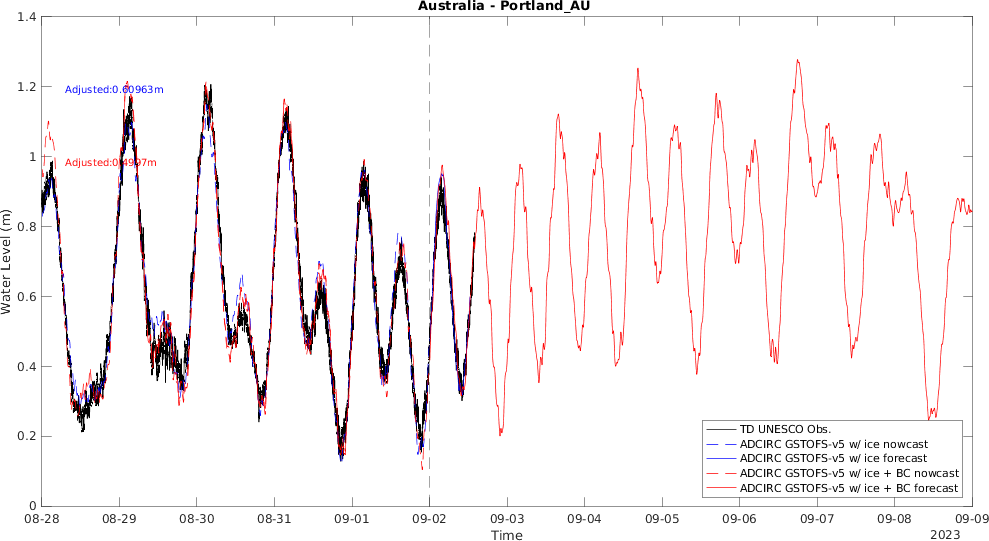 Australia - Portland_AU
1.4
1.2
1
0.8
0.6
0.4
0.2
0
Water Level (m)
Adjusted:0.60963m
TD UNESCO Obs.
ADCIRC GSTOFS-v5 w/ ice nowcast
ADCIRC GSTOFS-v5 w/ ice forecast
ADCIRC GSTOFS-v5 w/ ice + BC nowcast
ADCIRC GSTOFS-v5 w/ ice + BC forecast
08-28 08-29 08-30 08-31 09-01 09-02 09-03 09-04 09-05 09-06 09-07 09-08 09-09
Time
2023